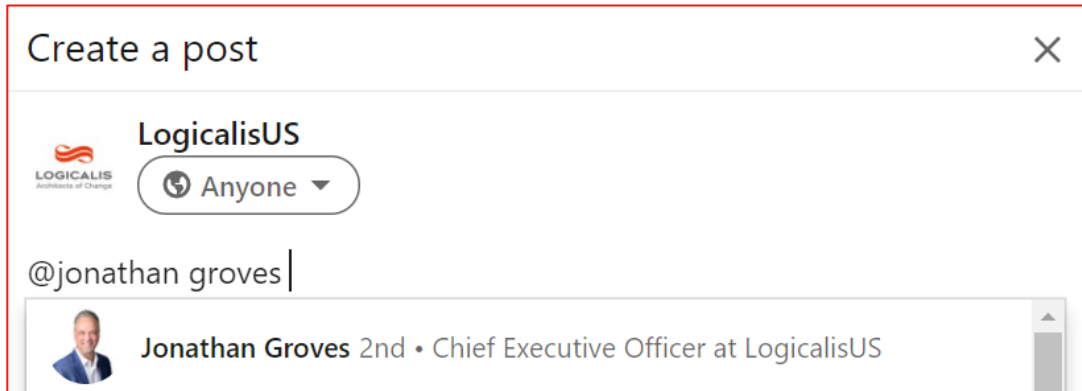 Create a post
LogicalisUS
LOGICALIS
Architects of Change
Anyone
@jonathan groves
Jonathan Groves 2nd • Chief Executive Officer at LogicalisUS